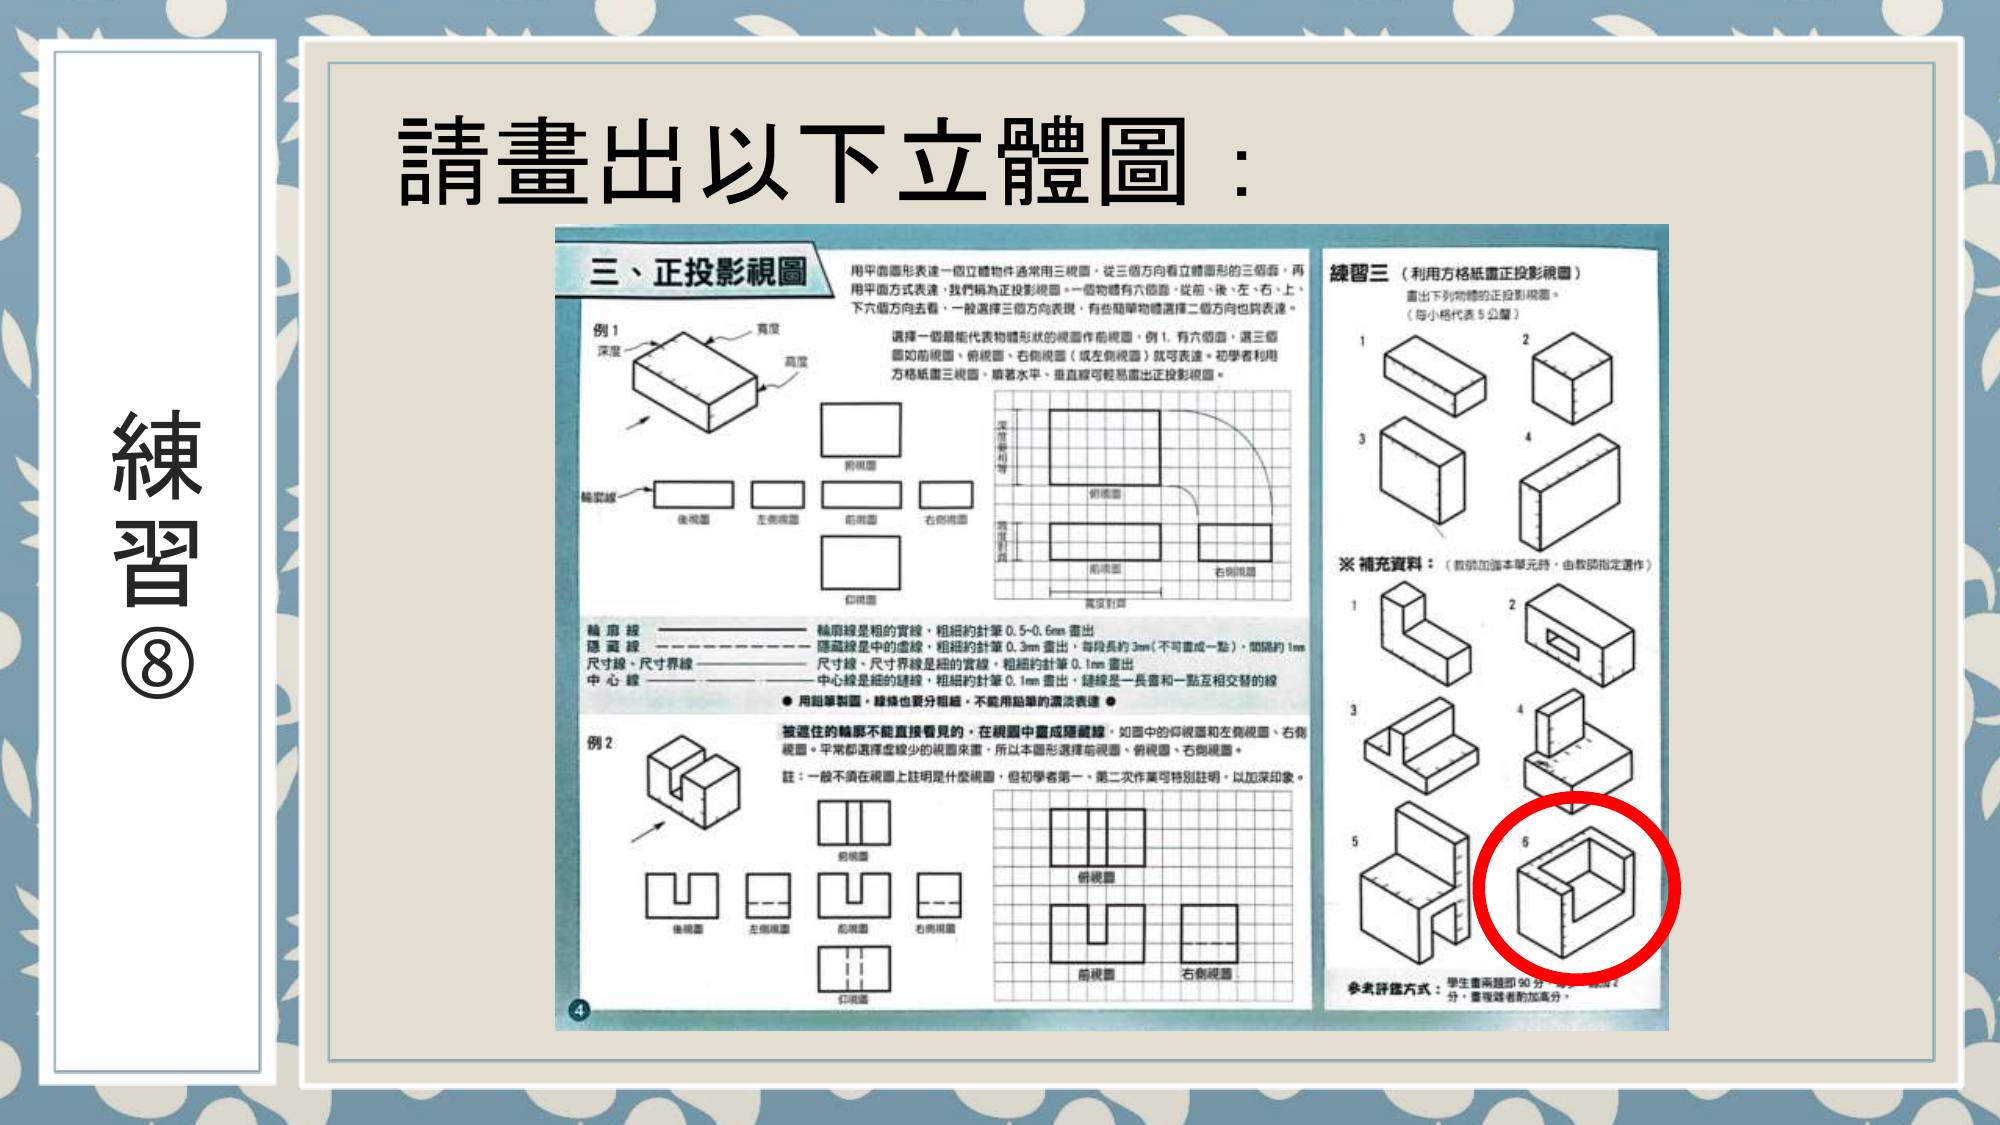 練習⑧
請畫出以下立體圖：
三、正投影視圖
用平面圖形表達一個立體物件通常用三視圖，從三個方向看立體圖形的三個面，再
用平面方式表達，我們稱為正投影視圖。一個物體有六個面，從前、後、左、右、上、
下六個方向去看，一般選擇三個方向表現，有些簡單物體選擇二個方向也夠表達。
例1
寬度
深度
高度
選擇一個最能代表物體形狀的視圖作前視圖，例1. 有六個面，選三個
圖如前視圖、俯視圖、右側視圖（或左側視圖）就可表達。初學者利用
方格紙畫三視圖，順著水平、垂直線可輕易畫出正投影視圖。
俯視圖
輪廓線
後視圖
左側視圖
前視圖
右側視圖
仰視圖
俯視圖
前視圖
右側視圖
輪廓線
輪廓線是粗的實線，粗細約針筆0.5~0.6mm 畫出
隱藏線
隱藏線是中的虛線，粗細約針筆0.3mm 畫出，每段長約3mm(不可畫成一點)，間隔約1mm
尺寸線、尺寸界線
尺寸線、尺寸界線是細的實線，粗細約針筆0.1mm 畫出
中心線
中心線是細的鏈線，粗細約針筆0.1mm 畫出，鏈線是一長畫和一點互相交替的線
● 用鉛筆製圖，線條也要分粗細，不能用鉛筆的濃淡表達 ●
例2
被遮住的輪廓不能直接看見的，在視圖中畫成隱藏線，如圖中的仰視圖和左側視圖、右側
視圖。平常都選擇虛線少的視圖來畫，所以本圖形選擇前視圖、俯視圖、右側視圖。
註：一般不須在視圖上註明是什麼視圖，但初學者第一、第二次作業可特別註明，以加深印象。
俯視圖
後視圖
左側視圖
前視圖
右側視圖
仰視圖
俯視圖
前視圖
右側視圖
4
練習三（利用方格紙畫正投影視圖）
畫出下列物體的正投影視圖。
（每小格代表5公釐）
1
2
3
4
※ 補充資料：（教師加強本單元時，由教師指定選作）
1
2
3
4
5
6
參考評鑑方式：學生畫兩題即90分，
分，畫複雜者酌加高分。